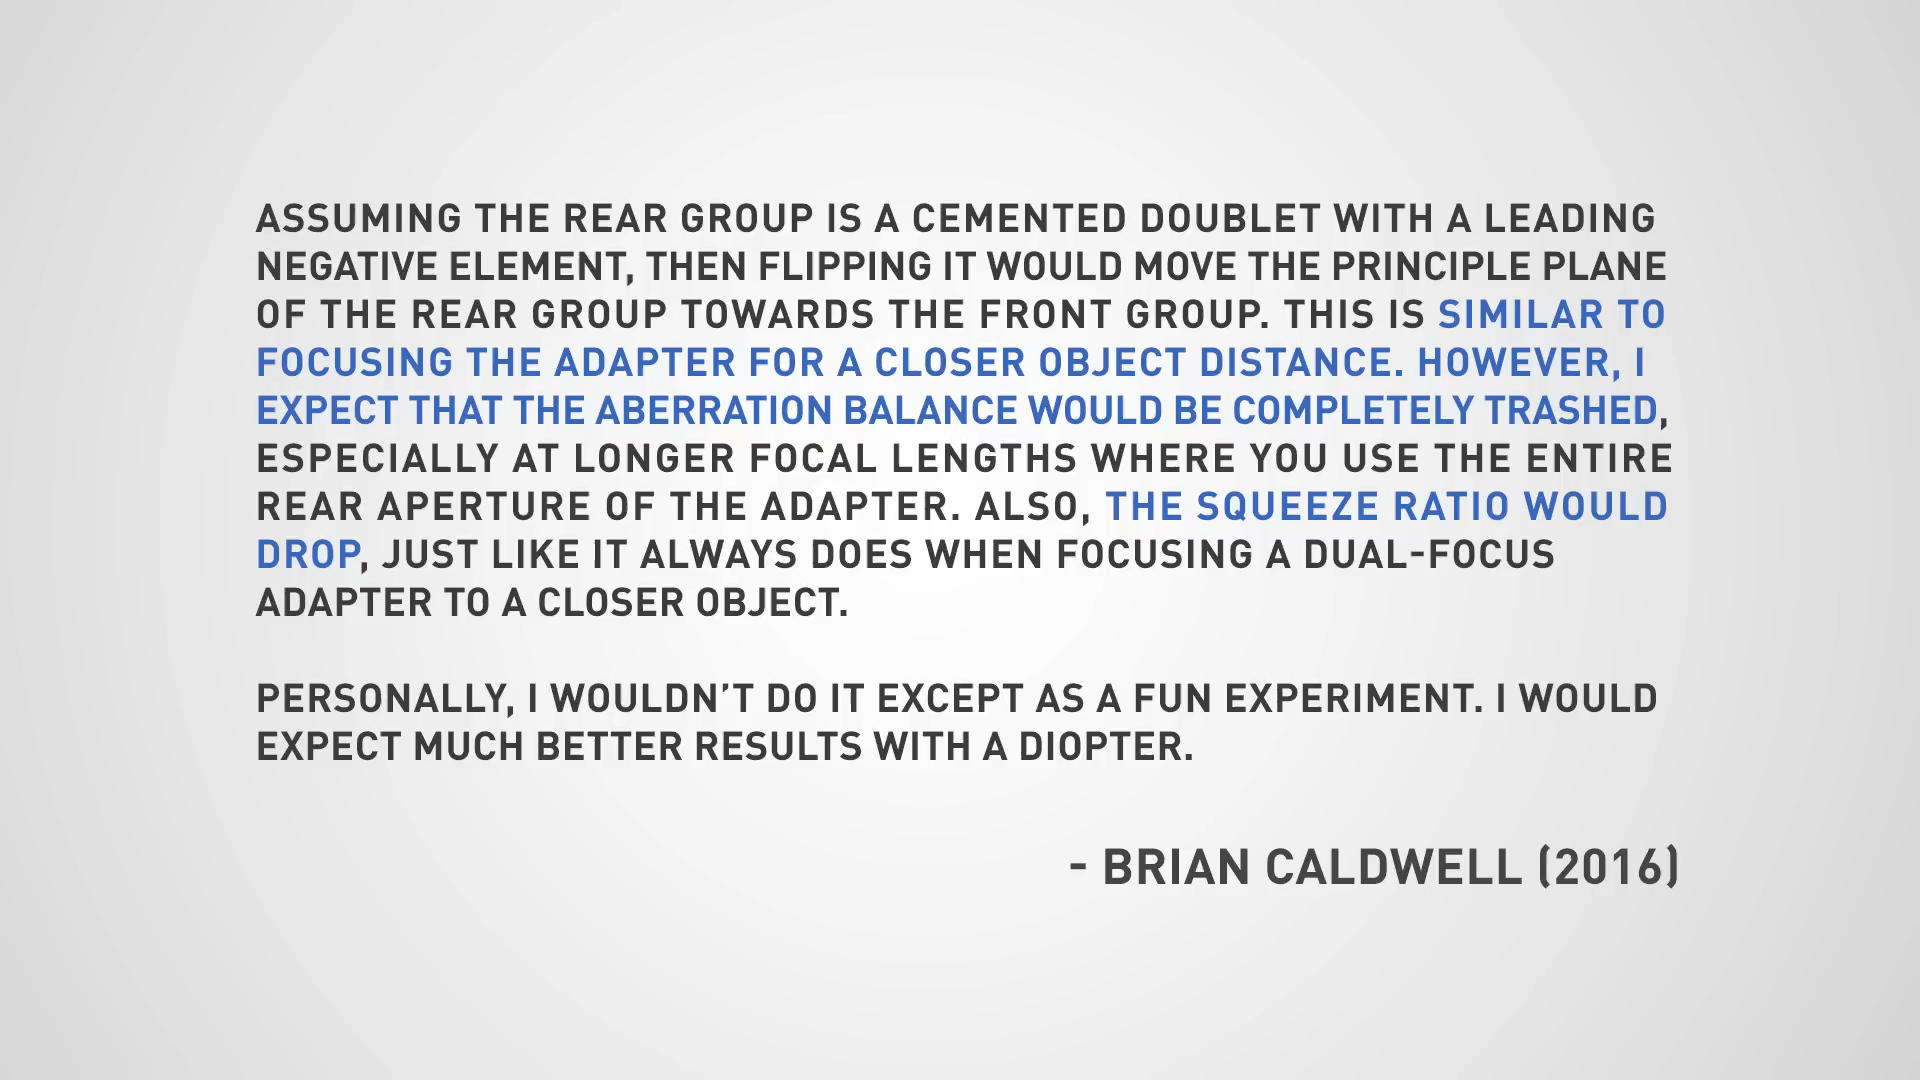 ASSUMING THE REAR GROUP IS A CEMENTED DOUBLET WITH A LEADING
NEGATIVE ELEMENT, THEN FLIPPING IT WOULD MOVE THE PRINCIPLE PLANE
OF THE REAR GROUP TOWARDS THE FRONT GROUP. THIS IS SIMILAR TO
FOCUSING THE ADAPTER FOR A CLOSER OBJECT DISTANCE. HOWEVER, I
EXPECT THAT THE ABERRATION BALANCE WOULD BE COMPLETELY TRASHED,
ESPECIALLY AT LONGER FOCAL LENGTHS WHERE YOU USE THE ENTIRE
REAR APERTURE OF THE ADAPTER. ALSO, THE SQUEEZE RATIO WOULD
DROP, JUST LIKE IT ALWAYS DOES WHEN FOCUSING A DUAL-FOCUS
ADAPTER TO A CLOSER OBJECT.
PERSONALLY, I WOULDN'T DO IT EXCEPT AS A FUN EXPERIMENT. I WOULD
EXPECT MUCH BETTER RESULTS WITH A DIOPTER.
- BRIAN CALDWELL (2016)